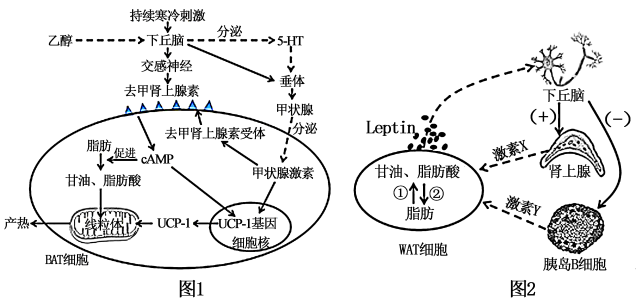 持续寒冷刺激
乙醇
下丘脑
分泌
5-HT
交感神经
垂体
去甲肾上腺素
甲状腺
分泌
去甲肾上腺素受体
脂肪
促进
cAMP
甲状腺激素
甘油、脂肪酸
产热
线粒体
UCP-1
UCP-1基因
细胞核
BAT细胞
图1
下丘脑
(+)
(−)
Leptin
激素X
肾上腺
甘油、脂肪酸
①
②
脂肪
激素Y
WAT细胞
胰岛B细胞
图2